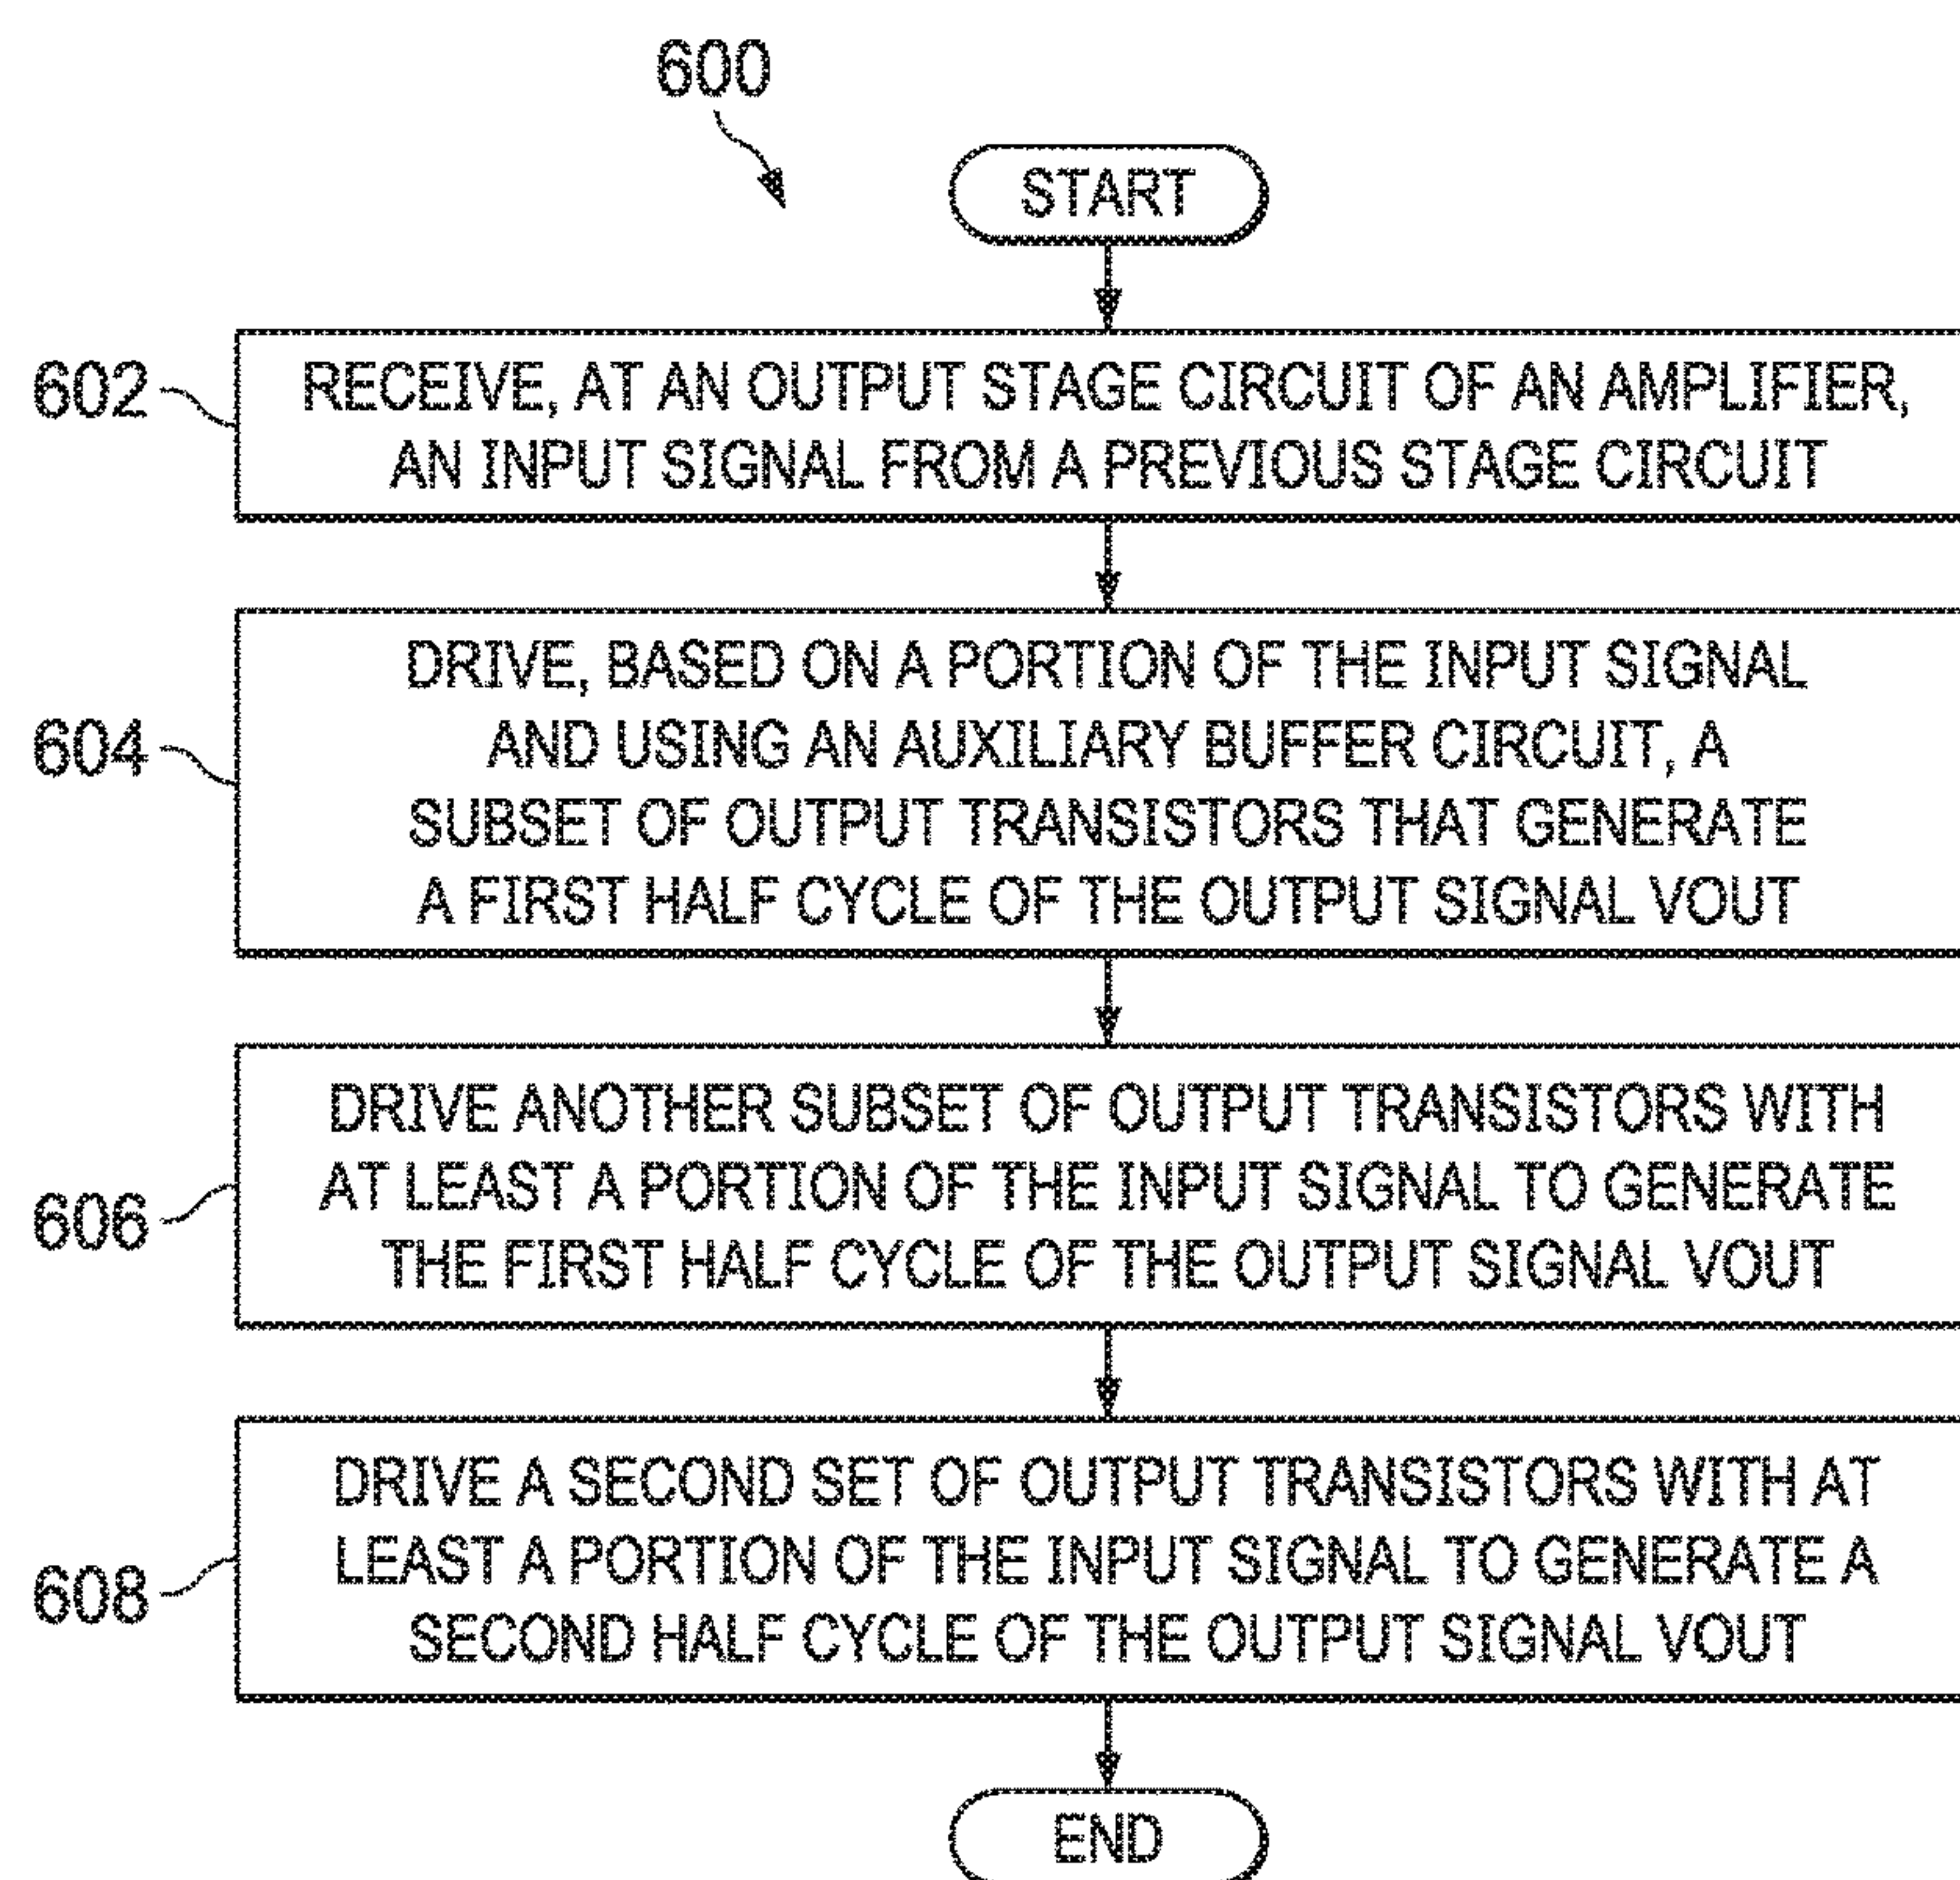 600
START
602
RECEIVE, AT AN OUTPUT STAGE CIRCUIT OF AN AMPLIFIER,
AN INPUT SIGNAL FROM A PREVIOUS STAGE CIRCUIT
604
DRIVE, BASED ON A PORTION OF THE INPUT SIGNAL
AND USING AN AUXILIARY BUFFER CIRCUIT, A
SUBSET OF OUTPUT TRANSISTORS THAT GENERATE
A FIRST HALF CYCLE OF THE OUTPUT SIGNAL VOUT
606
DRIVE ANOTHER SUBSET OF OUTPUT TRANSISTORS WITH
AT LEAST A PORTION OF THE INPUT SIGNAL TO GENERATE
THE FIRST HALF CYCLE OF THE OUTPUT SIGNAL VOUT
608
DRIVE A SECOND SET OF OUTPUT TRANSISTORS WITH AT
LEAST A PORTION OF THE INPUT SIGNAL TO GENERATE A
SECOND HALF CYCLE OF THE OUTPUT SIGNAL VOUT
END